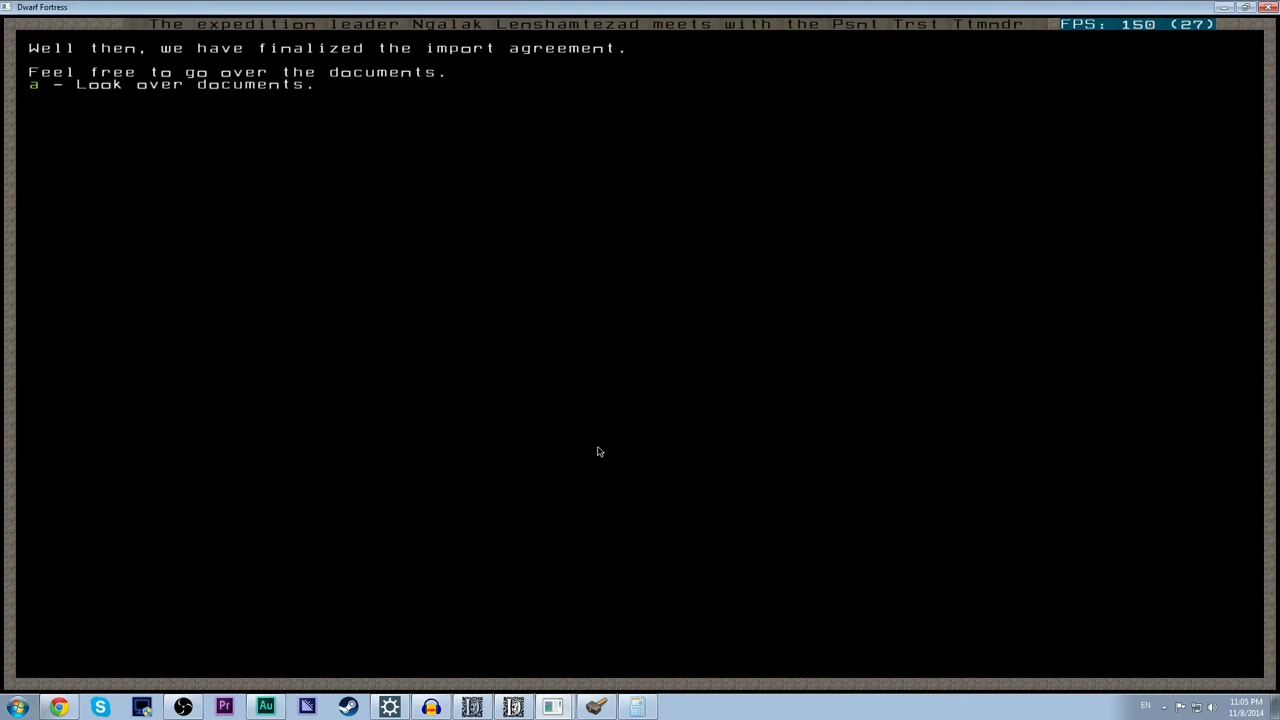 Dwarf Fortress
The expedition leader Ngalak Lenshamtezad meets with the Psnt Trst Ttmndr FPS: 150 (27)
Well then, we have finalized the import agreement.
Feel free to go over the documents.
a - Look over documents.
Pr
Au
EN
11:05 PM
11/8/2014